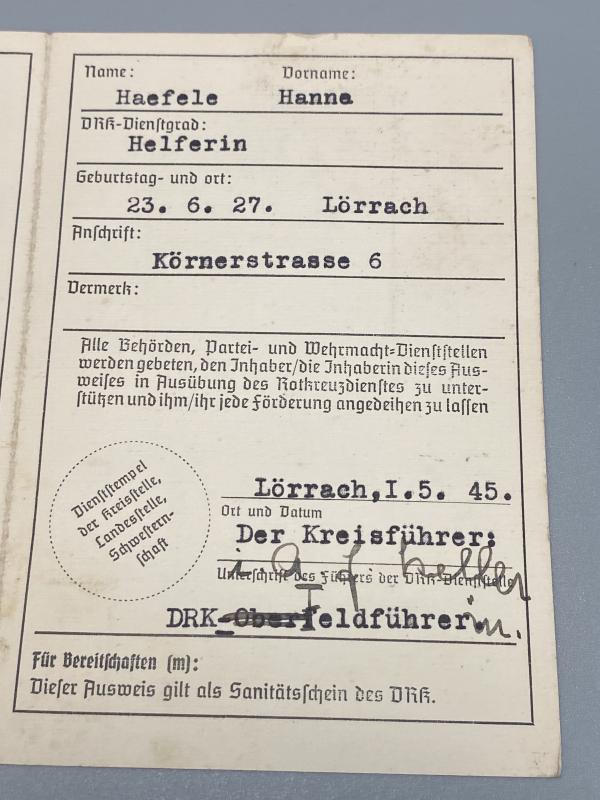 Name: Vorname:
Haefele Hanna
DRK-Dienstgrad:
Helferin
Geburtstag- und ort:
23. 6. 27. Lörrach
Anschrift:
Körnerstrasse 6
Vermerk:
Alle Behörden, Partei- und Wehrmacht-Dienststellen
werden gebeten, den Inhaber/die Inhaberin dieses Aus-
weises in Ausübung des Rotkreuzdienstes zu unter-
stützen und ihm/ihr jede Förderung angedeihen zu lassen
Dienststempel
der Kreisstelle,
Landesstelle,
Schwestern-
schaft
Lörrach,I.5. 45.
Ort und Datum
Der Kreisführer:
i. A.
Unterschrift des Führers der DRK-Dienststelle
DRK-Oberfeldführer.
Für Bereitschaften (m):
Dieser Ausweis gilt als Sanitätsschein des DRK.